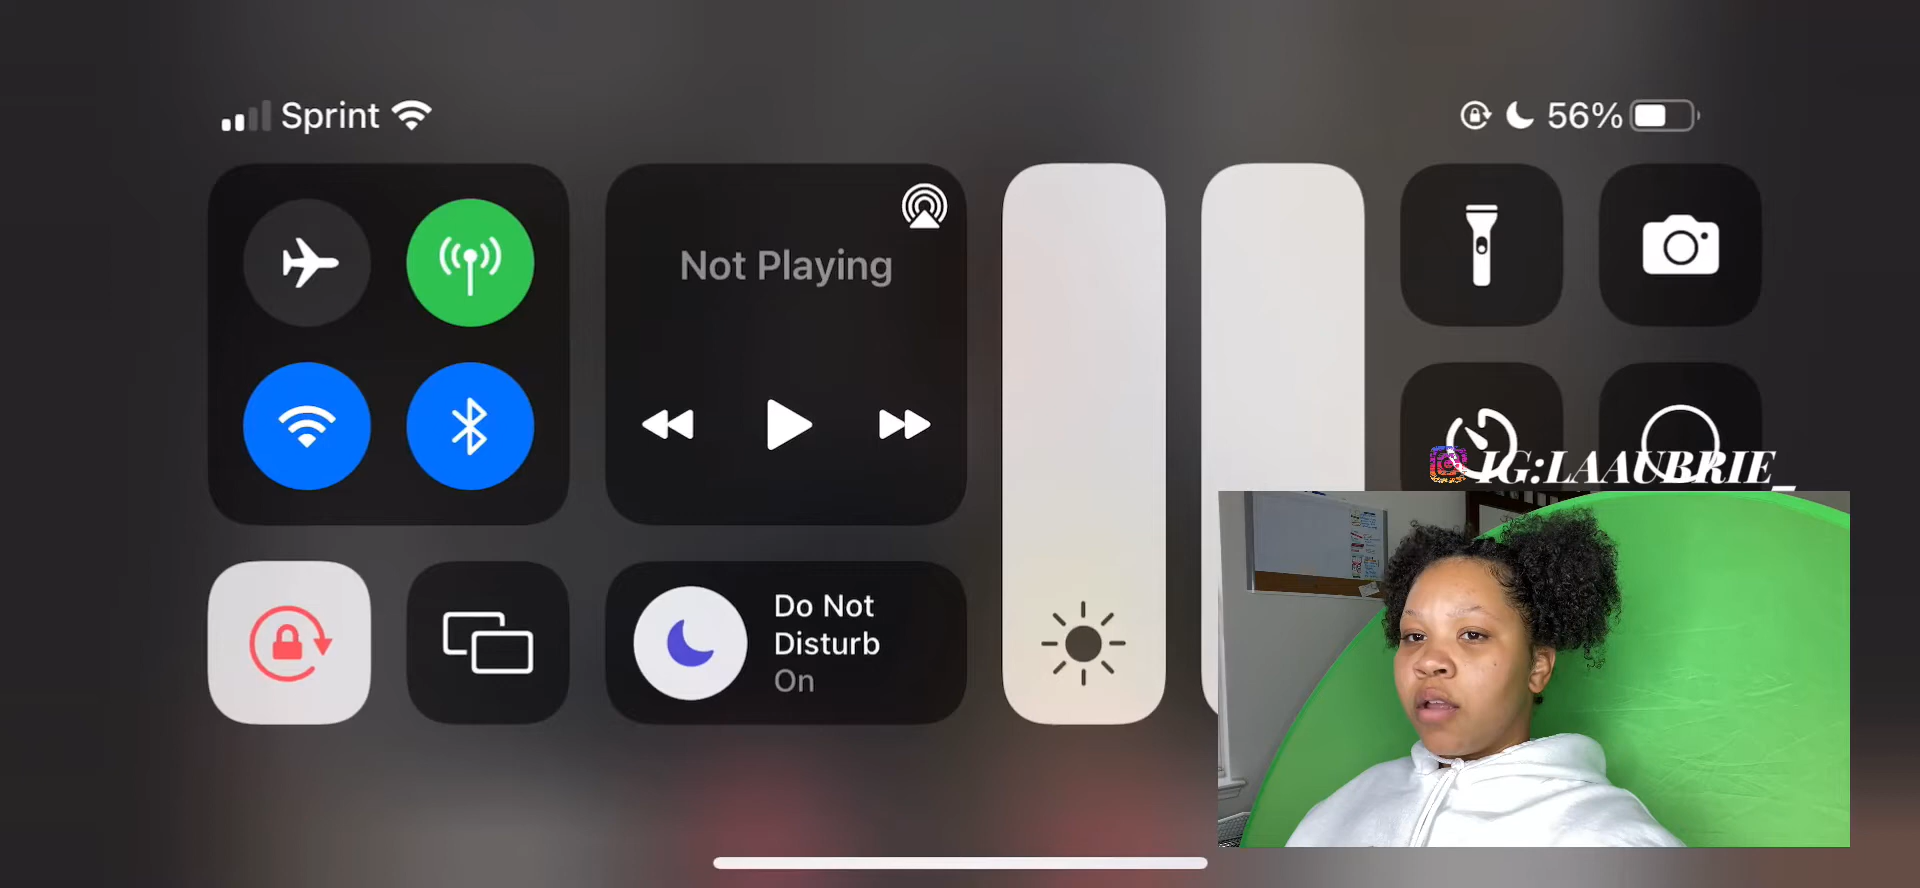 Sprint
56%
Not Playing
Do Not
Disturb
On
IG:LAAUBRIE_